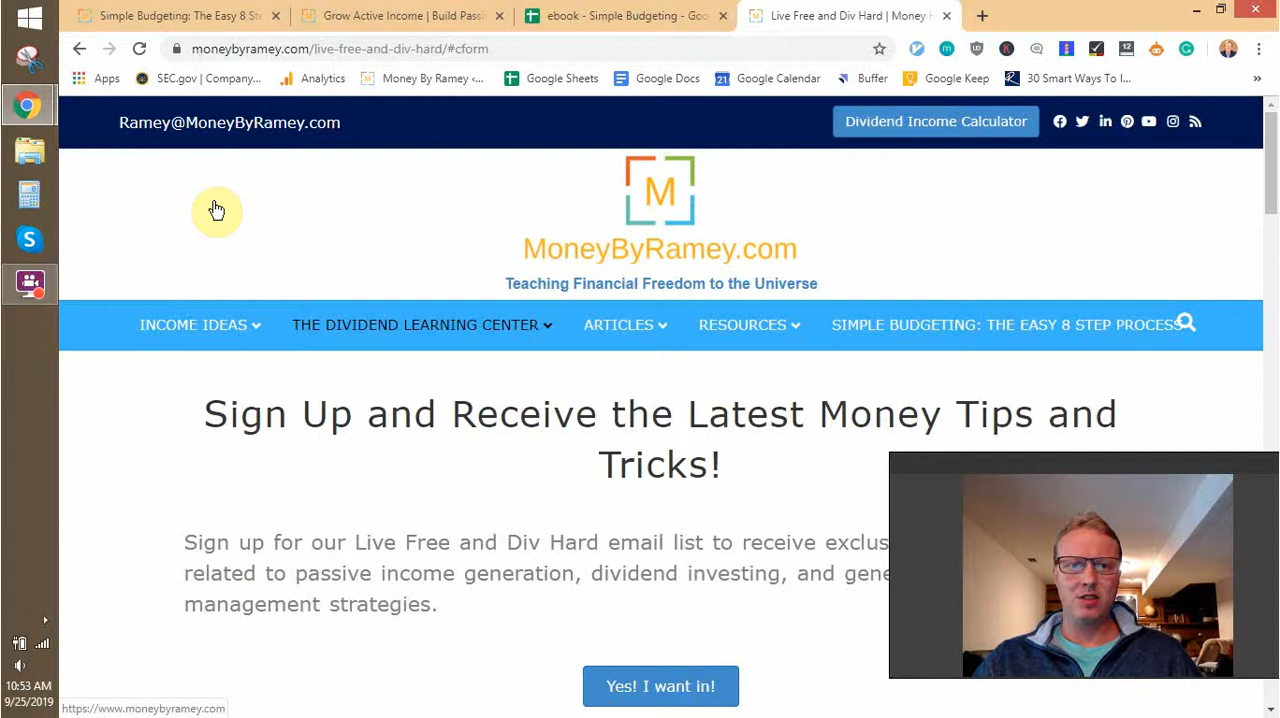 Simple Budgeting: The Easy 8 Ste
Grow Active Income | Build Passi
ebook - Simple Budgeting - Goo
Live Free and Div Hard | Money
moneybyramey.com/live-free-and-div-hard/#cform
Apps
SEC.gov | Company...
Analytics
Money By Ramey ‹...
Google Sheets
Google Docs
Google Calendar
Buffer
Google Keep
30 Smart Ways To I...
Ramey@MoneyByRamey.com
Dividend Income Calculator
M
MoneyByRamey.com
Teaching Financial Freedom to the Universe
INCOME IDEAS
THE DIVIDEND LEARNING CENTER
ARTICLES
RESOURCES
SIMPLE BUDGETING: THE EASY 8 STEP PROCESS
Sign Up and Receive the Latest Money Tips and
Tricks!
Sign up for our Live Free and Div Hard email list to receive exclus
related to passive income generation, dividend investing, and gene
management strategies.
Yes! I want in!
10:53 AM
9/25/2019
https://www.moneybyramey.com